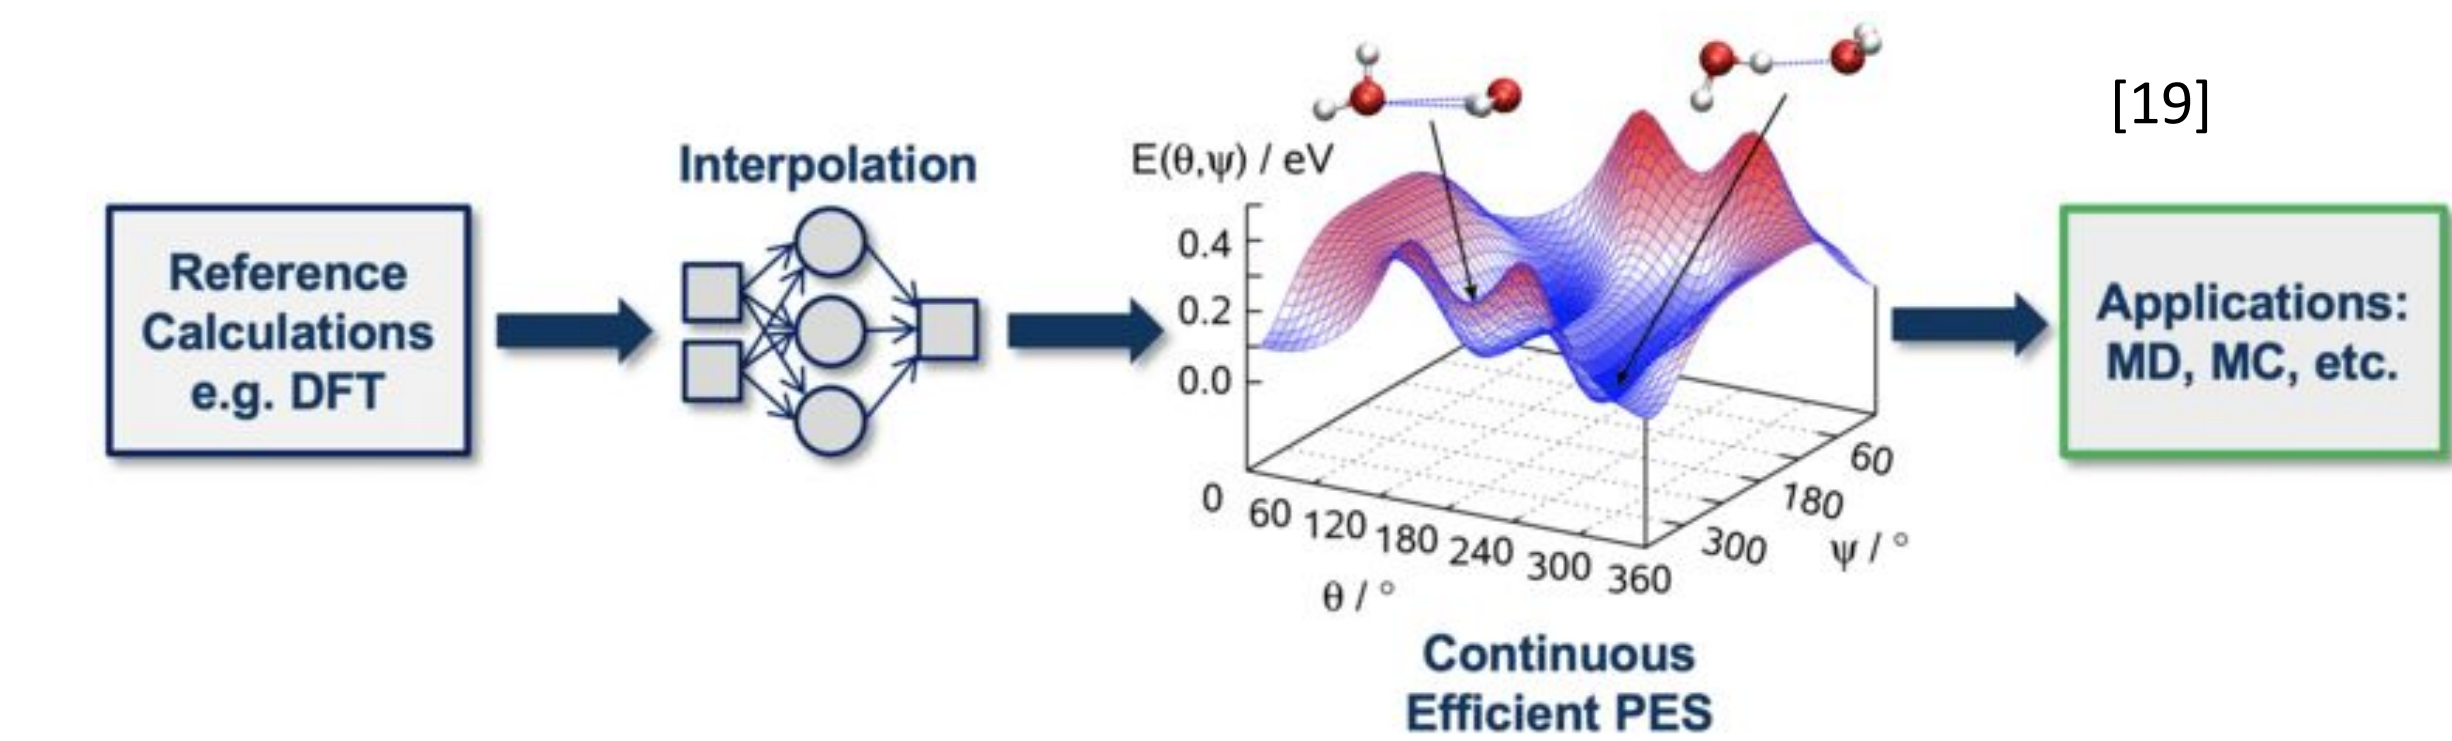 [19]
Reference
Calculations
e.g. DFT
Interpolation
E(θ,ψ) / eV
0.4
0.2
0.0
0 60 120 180 240 300 360
θ / °
60
180
300
ψ / °
Continuous
Efficient PES
Applications:
MD, MC, etc.